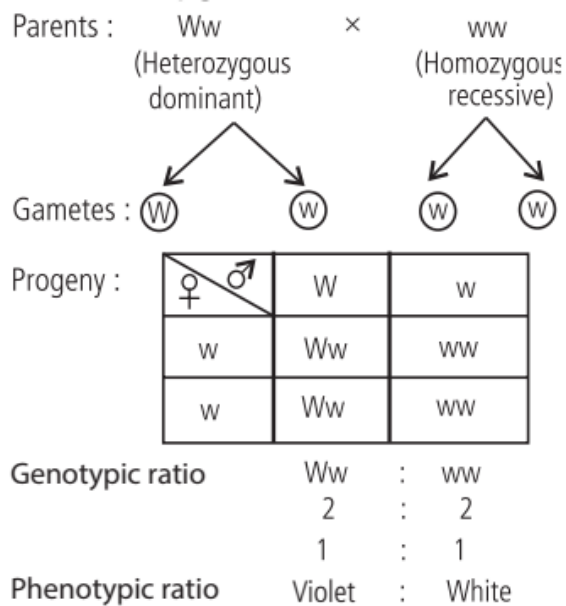 Parents : Ww × ww
(Heterozygous dominant) (Homozygous recessive)
Gametes : W w w w
Progeny : ♀ ♂ W w
w Ww ww
w Ww ww
Genotypic ratio Ww : ww
2 : 2
1 : 1
Phenotypic ratio Violet : White